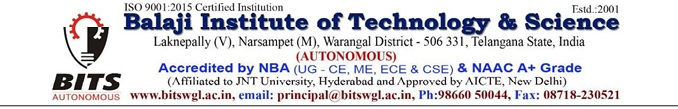 ISO 9001:2015 Certified Institution Estd.:2001
Balaji Institute of Technology & Science
Laknepally (V), Narsampet (M), Warangal District - 506 331, Telangana State, India
(AUTONOMOUS)
Accredited by NBA (UG - CE, ME, ECE & CSE) & NAAC A+ Grade
(Affiliated to JNT University, Hyderabad and Approved by AICTE, New Delhi)
www.bitswgl.ac.in, email: principal@bitswgl.ac.in, Ph:98660 50044, Fax: 08718-230521
BITS
AUTONOMOUS